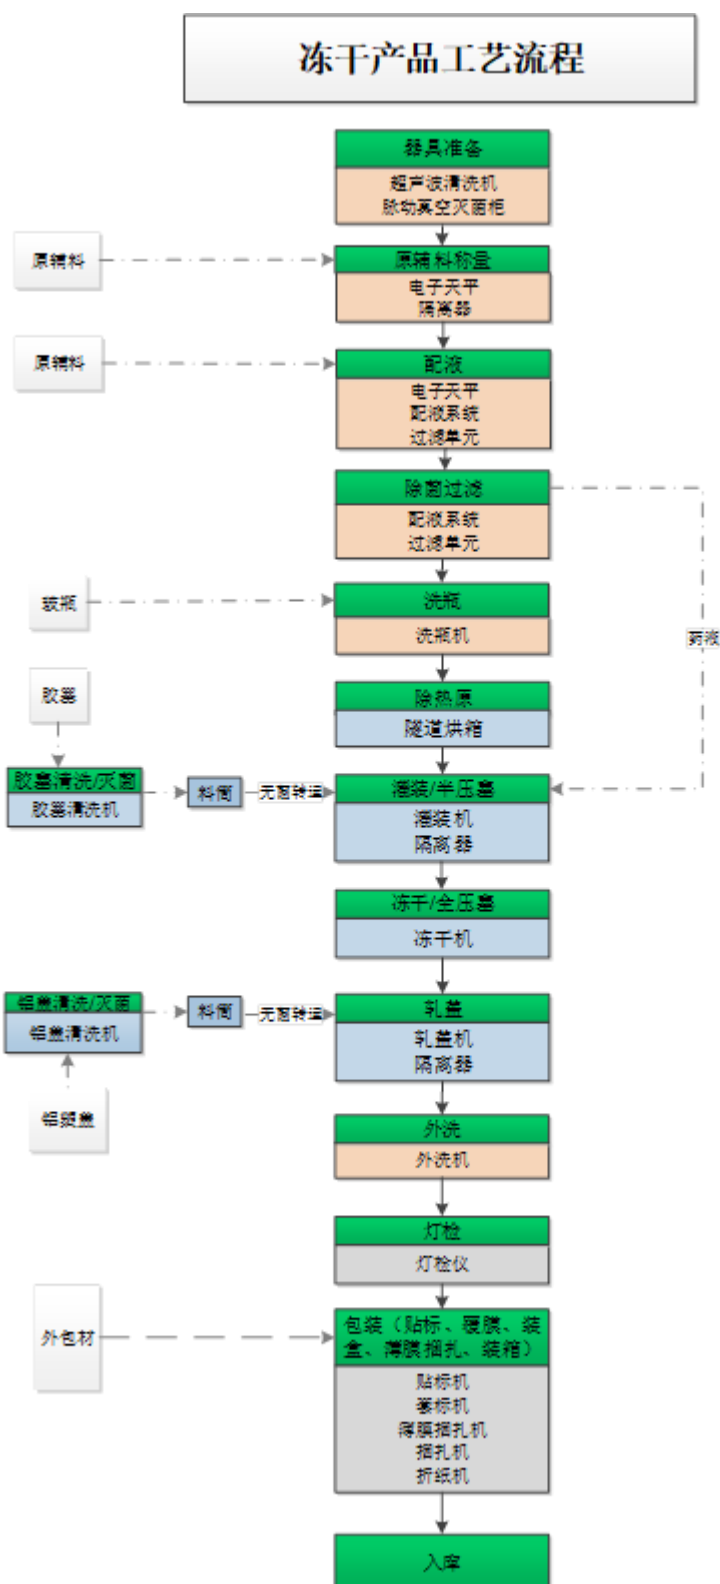 冻干产品工艺流程
器具准备
超声波清洗机
脉动真空灭菌柜
原辅料
原辅料称量
电子天平
隔离器
原辅料
配液
电子天平
配液系统
过滤单元
除菌过滤
配液系统
过滤单元
玻瓶
洗瓶
洗瓶机
药液
胶塞
除热原
隧道烘箱
胶塞清洗/灭菌
胶塞清洗机
料筒
无菌转运
灌装/半压塞
灌装机
隔离器
冻干/全压塞
冻干机
铝盖清洗/灭菌
铝盖清洗机
料筒
无菌转运
轧盖
轧盖机
隔离器
铝塑盖
外洗
外洗机
灯检
灯检仪
外包材
包装（贴标、覆膜、装
盒、薄膜捆扎、装箱）
贴标机
薄膜捆扎机
捆扎机
折纸机
入库